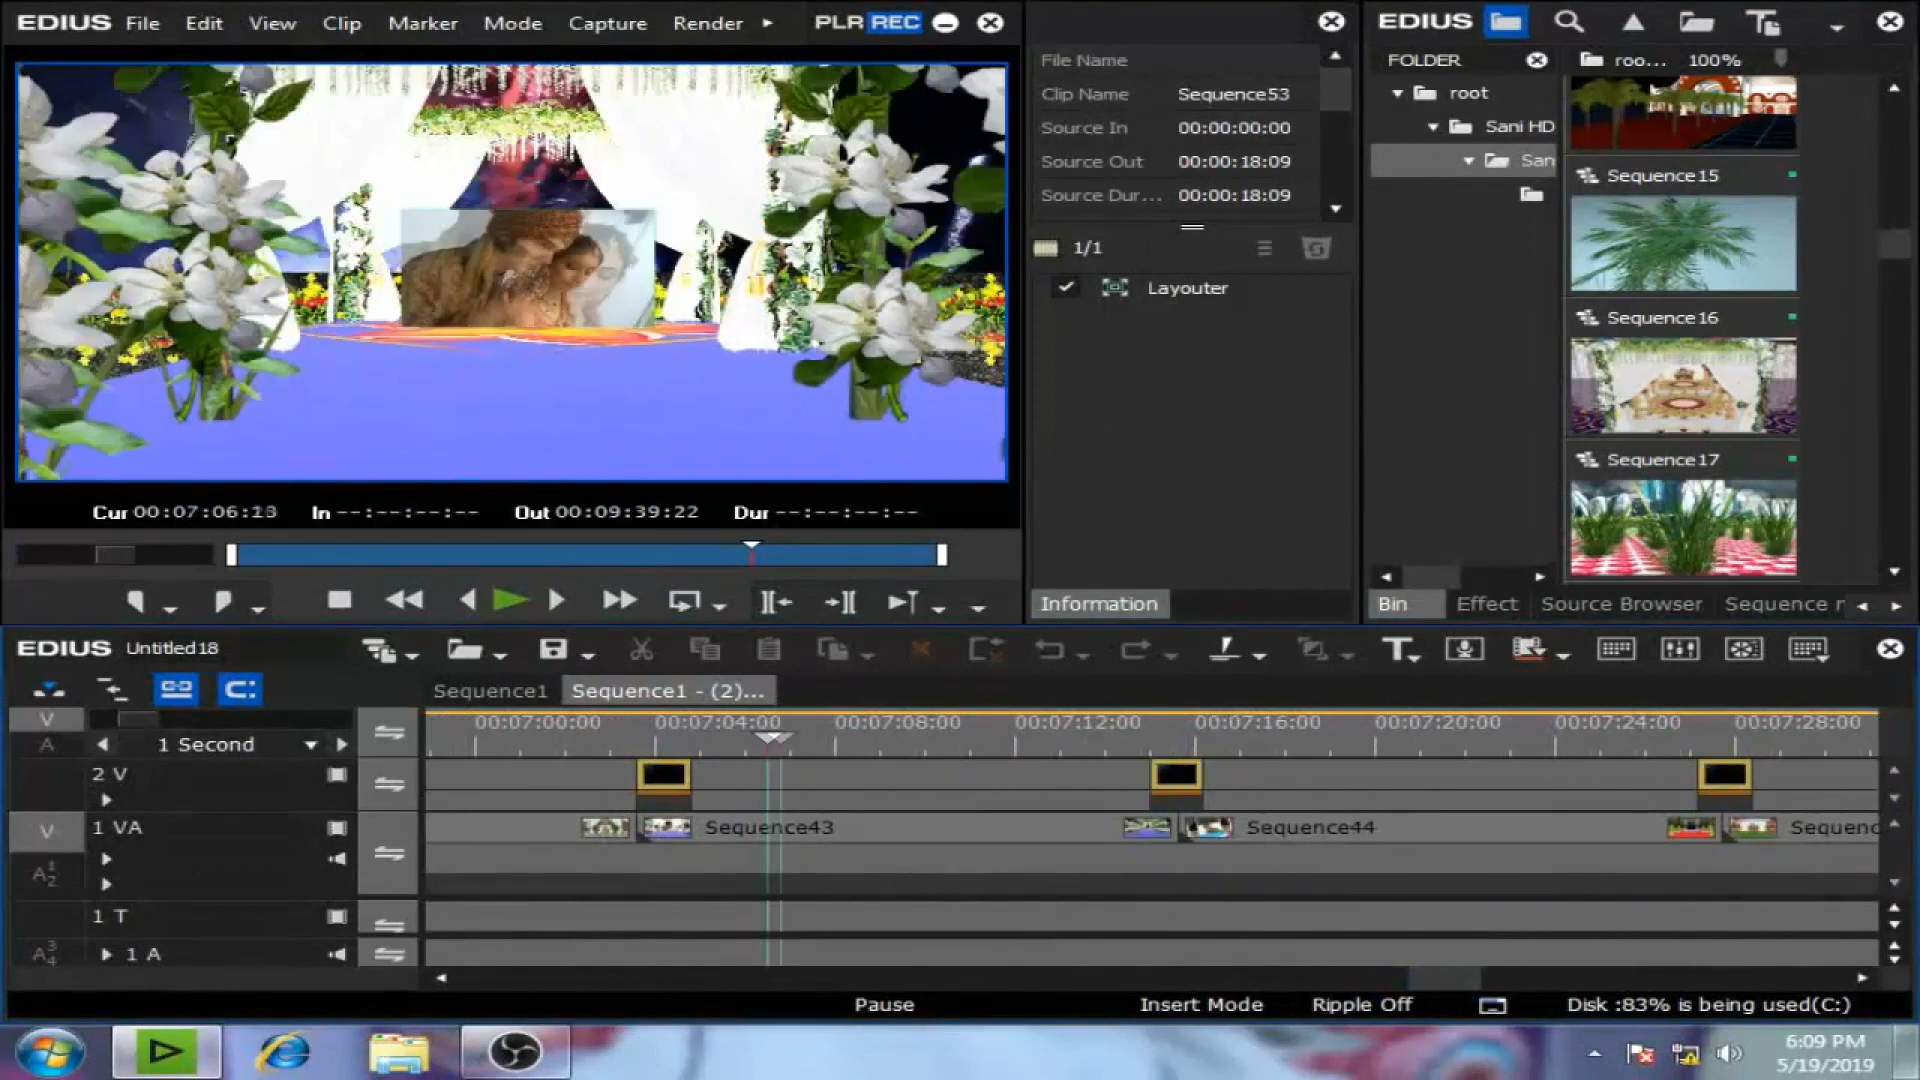 EDIUS File Edit View Clip Marker Mode Capture Render PLR REC
Cur 00:07:06:13 In --:--:--:-- Out 00:09:39:22 Dur --:--:--:--
File Name
Clip Name Sequence53
Source In 00:00:00:00
Source Out 00:00:18:09
Source Dur... 00:00:18:09
1/1
Layouter
Information
EDIUS
FOLDER
root
Sani HD
San
roo... 100%
Sequence15
Sequence16
Sequence17
Bin Effect Source Browser Sequence r
EDIUS Untitled18
Sequence1 Sequence1 - (2)...
00:07:00:00 00:07:04:00 00:07:08:00 00:07:12:00 00:07:16:00 00:07:20:00 00:07:24:00 00:07:28:00
V
A 1 Second
2 V
V 1 VA Sequence43 Sequence44 Sequenc
A 1 2
1 T
A 3 4 1 A
Pause Insert Mode Ripple Off Disk :83% is being used(C:)
6:09 PM
5/19/2019